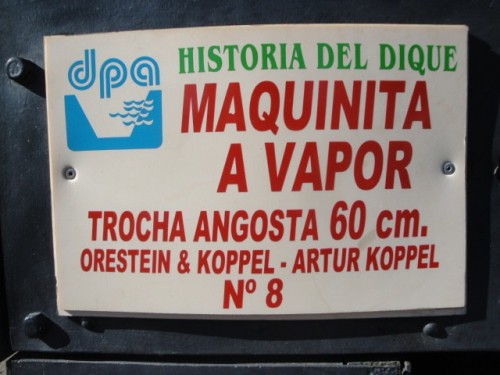 dpa
HISTORIA DEL DIQUE
MAQUINITA
A VAPOR
TROCHA ANGOSTA 60 cm.
ORESTEIN & KOPPEL - ARTUR KOPPEL
Nº 8